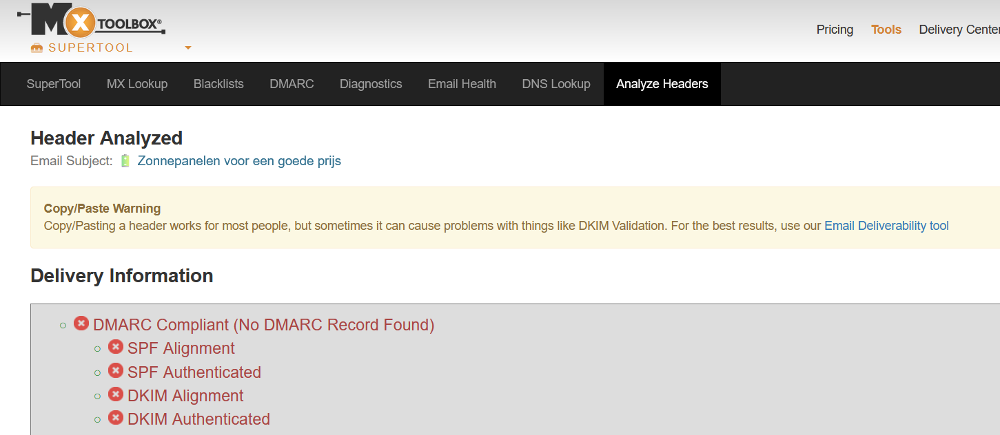 MX TOOLBOX®
SUPERTOOL
Pricing Tools Delivery Center
SuperTool MX Lookup Blacklists DMARC Diagnostics Email Health DNS Lookup Analyze Headers
Header Analyzed
Email Subject: 🔋 Zonnepanelen voor een goede prijs
Copy/Paste Warning
Copy/Pasting a header works for most people, but sometimes it can cause problems with things like DKIM Validation. For the best results, use our Email Deliverability tool
Delivery Information
DMARC Compliant (No DMARC Record Found)
SPF Alignment
SPF Authenticated
DKIM Alignment
DKIM Authenticated